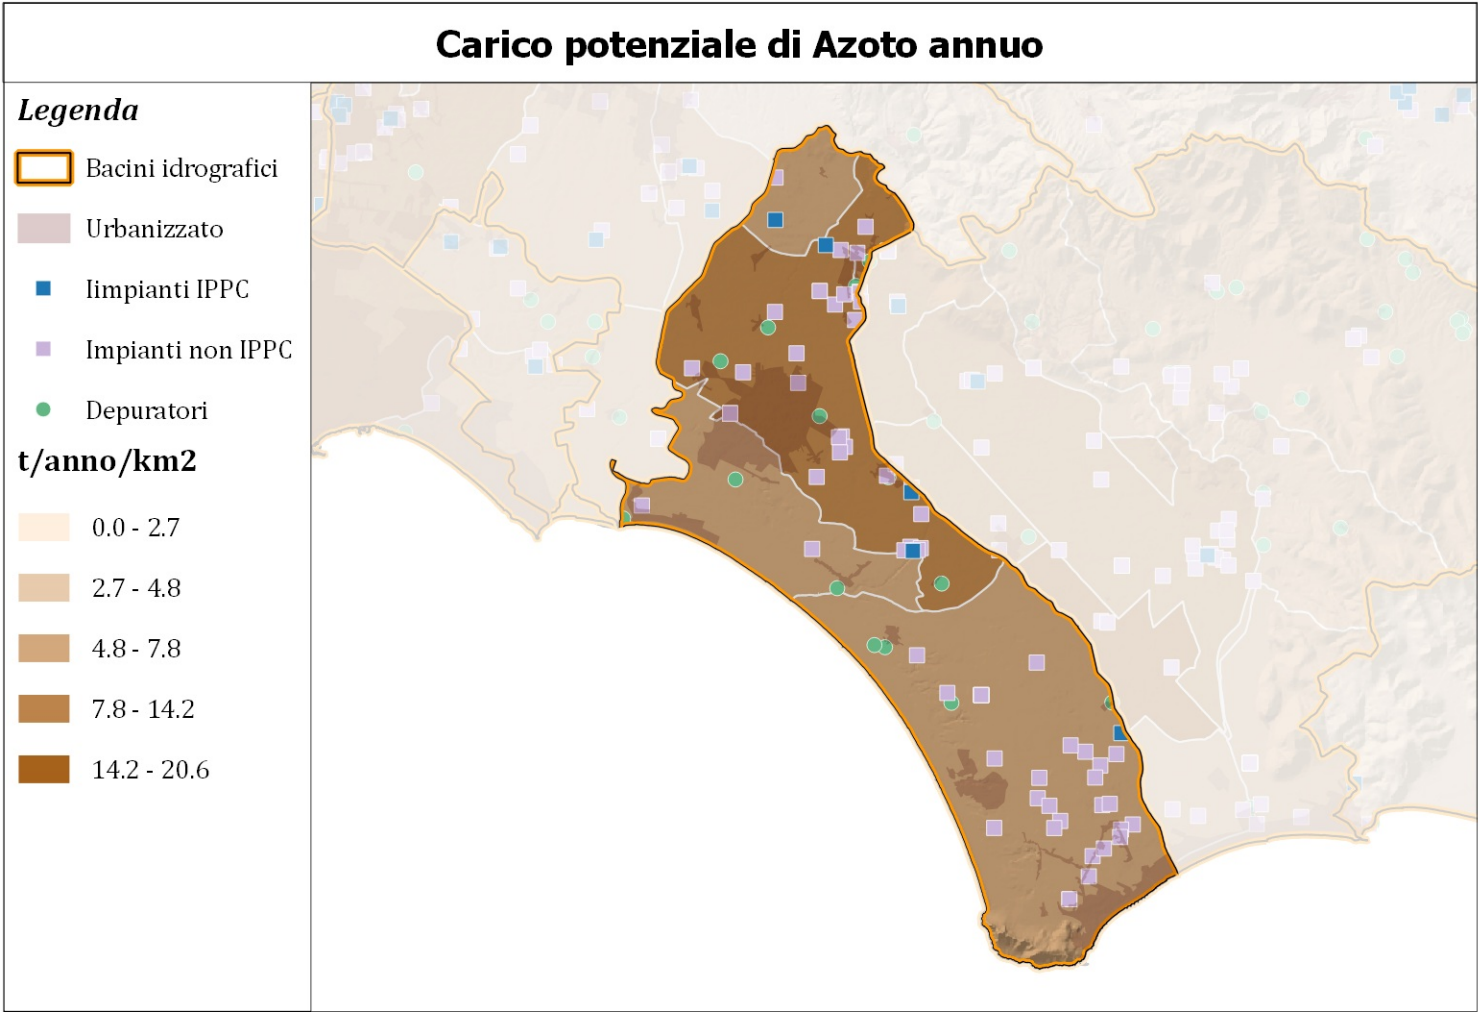 Carico potenziale di Azoto annuo
Legenda
Bacini idrografici
Urbanizzato
Iimpianti IPPC
Impianti non IPPC
Depuratori
t/anno/km2
0.0 - 2.7
2.7 - 4.8
4.8 - 7.8
7.8 - 14.2
14.2 - 20.6